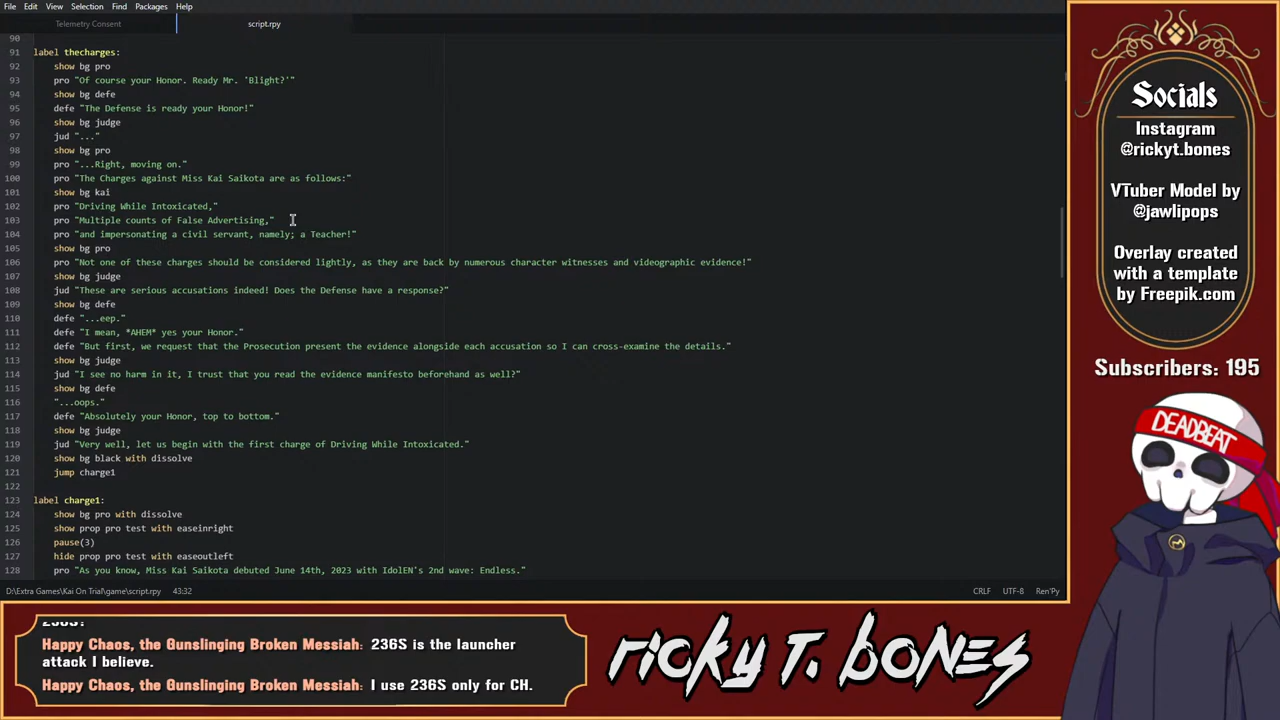 File Edit View Selection Find Packages Help
Telemetry Consent script.rpy
90
91 label thecharges:
92 show bg pro
93 pro "Of course your Honor. Ready Mr. 'Blight?'"
94 show bg defe
95 defe "The Defense is ready your Honor!"
96 show bg judge
97 jud "..."
98 show bg pro
99 pro "...Right, moving on."
100 pro "The Charges against Miss Kai Saikota are as follows:"
101 show bg kai
102 pro "Driving While Intoxicated,"
103 pro "Multiple counts of False Advertising,"
104 pro "and impersonating a civil servant, namely; a Teacher!"
105 show bg pro
106 pro "Not one of these charges should be considered lightly, as they are back by numerous character witnesses and videographic evidence!"
107 show bg judge
108 jud "These are serious accusations indeed! Does the Defense have a response?"
109 show bg defe
110 defe "...eep."
111 defe "I mean, *AHEM* yes your Honor."
112 defe "But first, we request that the Prosecution present the evidence alongside each accusation so I can cross-examine the details."
113 show bg judge
114 jud "I see no harm in it, I trust that you read the evidence manifesto beforehand as well?"
115 show bg defe
116 "...oops."
117 defe "Absolutely your Honor, top to bottom."
118 show bg judge
119 jud "Very well, let us begin with the first charge of Driving While Intoxicated."
120 show bg black with dissolve
121 jump charge1
122
123 label charge1:
124 show bg pro with dissolve
125 show prop pro test with easeinright
126 pause(3)
127 hide prop pro test with easeoutleft
128 pro "As you know, Miss Kai Saikota debuted June 14th, 2023 with IdolEN's 2nd wave: Endless."
D:\Extra Games\Kai On Trial\game\script.rpy 43:32 CRLF UTF-8 Ren'Py
236S?
Happy Chaos, the Gunslinging Broken Messiah: 236S is the launcher
attack I believe.
Happy Chaos, the Gunslinging Broken Messiah: I use 236S only for CH.
Ricky T. Bones
Socials
Instagram
@rickyt.bones
VTuber Model by
@jawlipops
Overlay created
with a template
by Freepik.com
Subscribers: 195
DEADBEAT